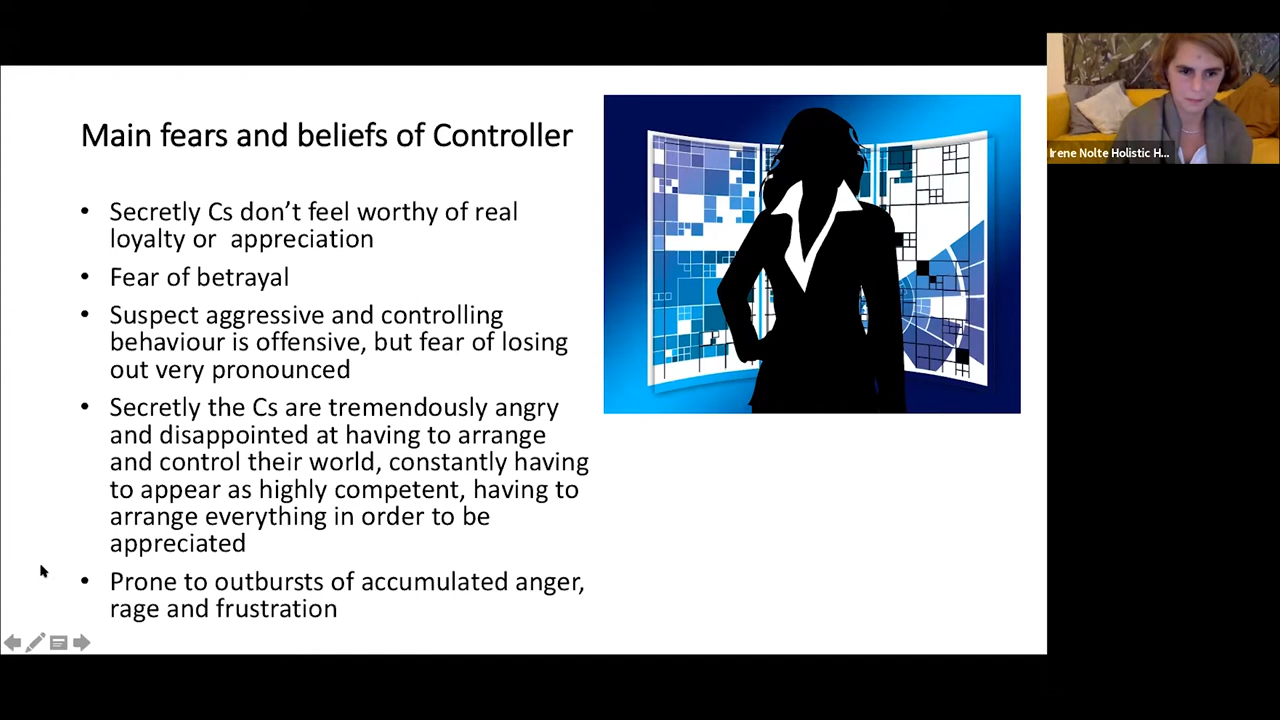 Main fears and beliefs of Controller
• Secretly Cs don’t feel worthy of real
loyalty or  appreciation
• Fear of betrayal
• Suspect aggressive and controlling
behaviour is offensive, but fear of losing
out very pronounced
• Secretly the Cs are tremendously angry
and disappointed at having to arrange
and control their world, constantly having
to appear as highly competent, having to
arrange everything in order to be
appreciated
• Prone to outbursts of accumulated anger,
rage and frustration
Irene Nolte Holistic H...